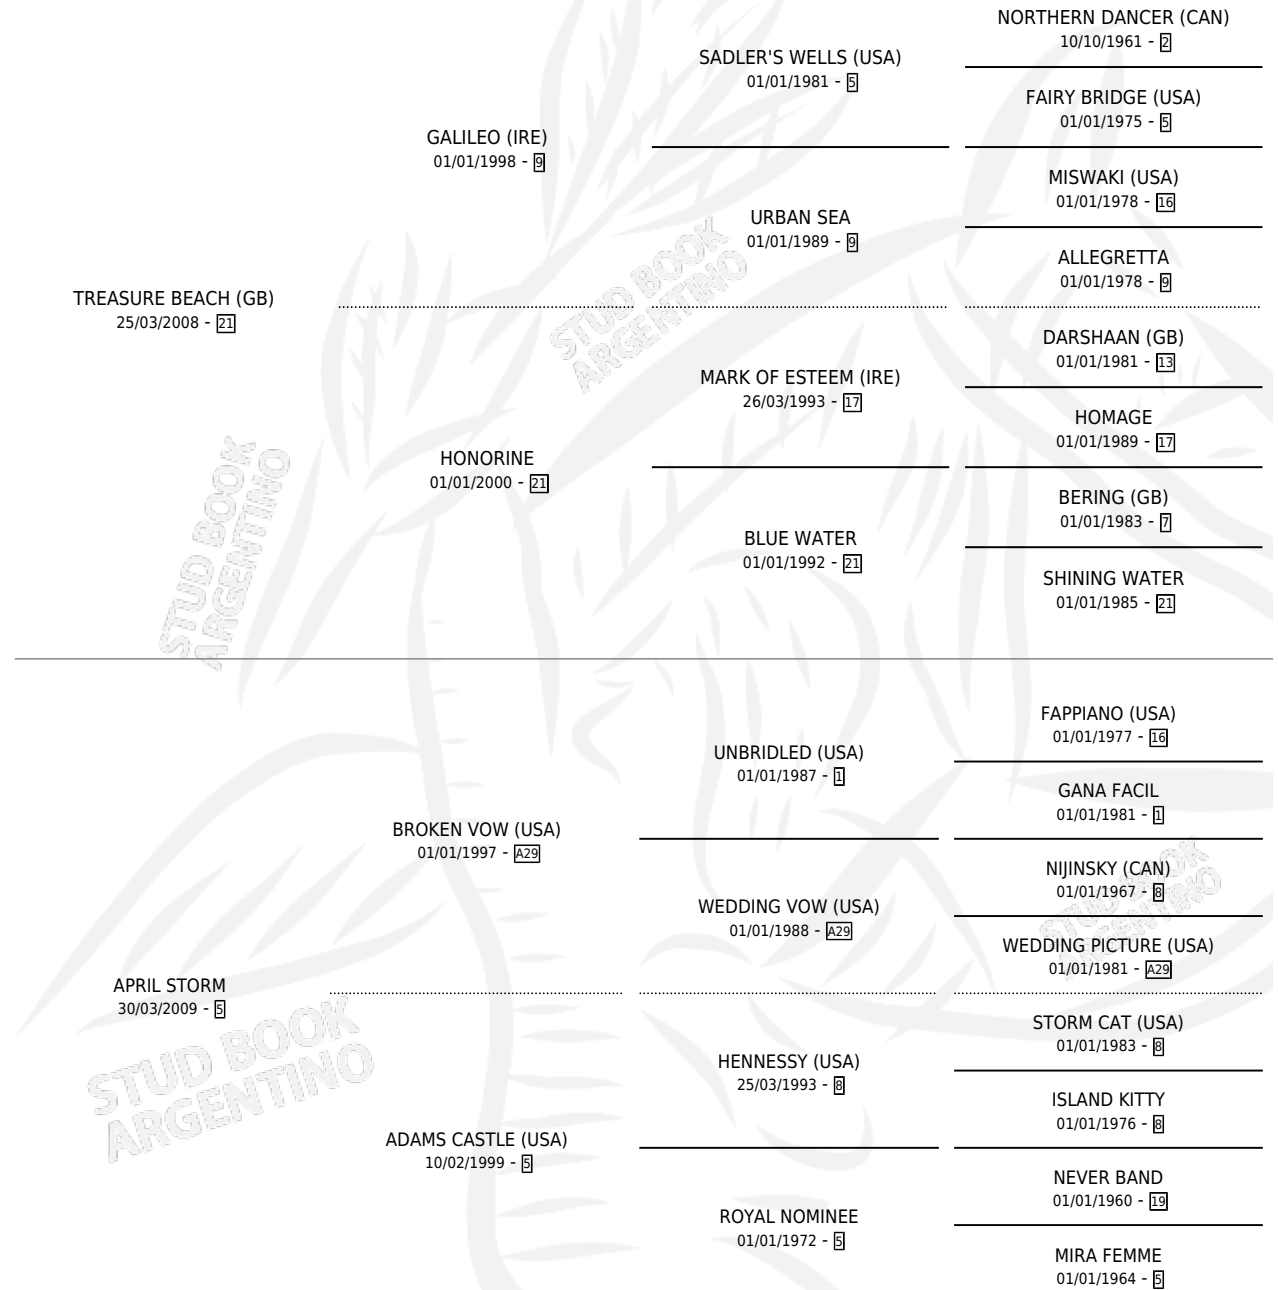 NORTHERN DANCER (CAN)
10/10/1961 - 2
SADLER'S WELLS (USA)
01/01/1981 - 5
FAIRY BRIDGE (USA)
01/01/1975 - 5
GALILEO (IRE)
01/01/1998 - 9
MISWAKI (USA)
01/01/1978 - 16
URBAN SEA
01/01/1989 - 9
ALLEGRETTA
01/01/1978 - 9
TREASURE BEACH (GB)
25/03/2008 - 21
STUD BOOK
ARGENTINO
DARSHAAN (GB)
01/01/1981 - 13
MARK OF ESTEEM (IRE)
26/03/1993 - 17
HOMAGE
01/01/1989 - 17
HONORINE
01/01/2000 - 21
BERING (GB)
01/01/1983 - 7
BLUE WATER
01/01/1992 - 21
SHINING WATER
01/01/1985 - 21
STUD BOOK
ARGENTINO
FAPPIANO (USA)
01/01/1977 - 16
UNBRIDLED (USA)
01/01/1987 - 1
GANA FACIL
01/01/1981 - 1
BROKEN VOW (USA)
01/01/1997 - A29
NIJINSKY (CAN)
01/01/1967 - 8
STUD BOOK
ARGENTINO
WEDDING VOW (USA)
01/01/1988 - A29
WEDDING PICTURE (USA)
01/01/1981 - A29
APRIL STORM
30/03/2009 - 5
STUD BOOK
ARGENTINO
STORM CAT (USA)
01/01/1983 - 8
HENNESSY (USA)
25/03/1993 - 8
ISLAND KITTY
01/01/1976 - 8
ADAMS CASTLE (USA)
10/02/1999 - 5
NEVER BAND
01/01/1960 - 19
ROYAL NOMINEE
01/01/1972 - 5
MIRA FEMME
01/01/1964 - 5